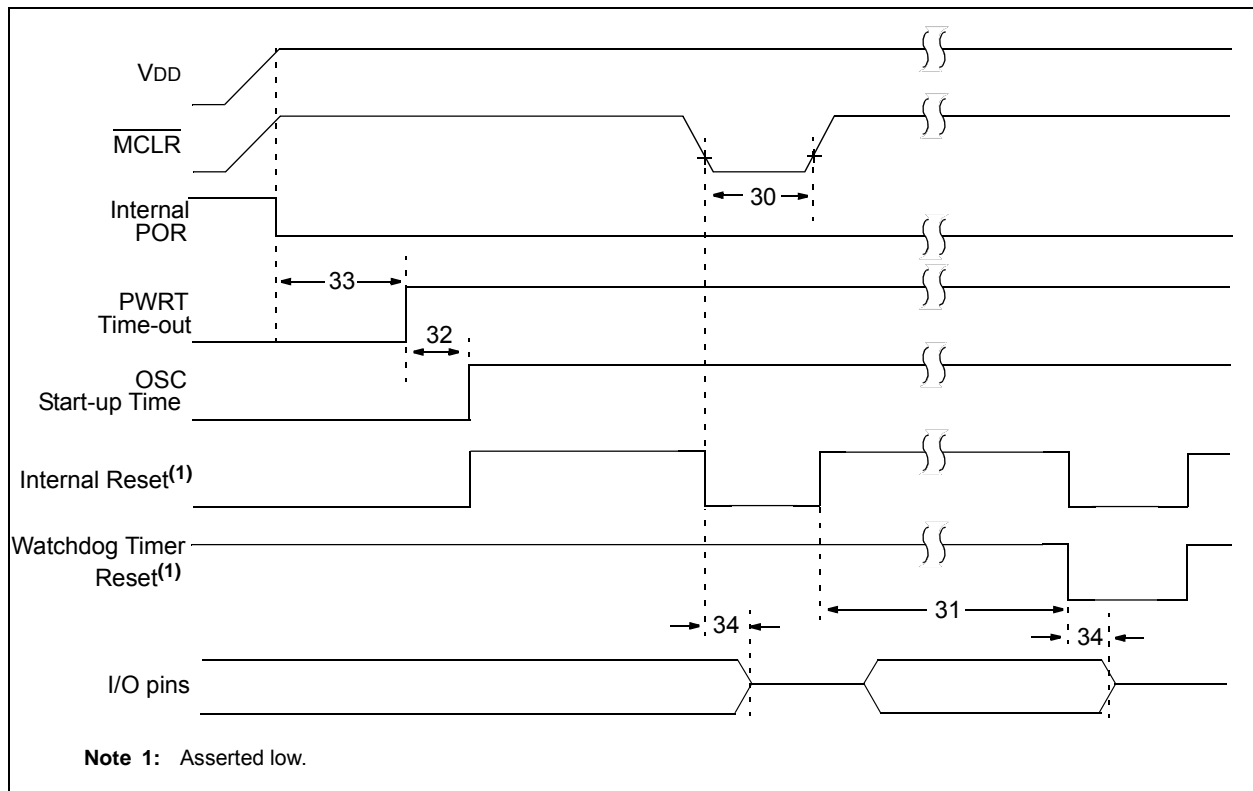 VDD
MCLR
Internal
POR
30
33
PWRT
Time-out
32
OSC
Start-up Time
Internal Reset(1)
Watchdog Timer
Reset(1)
31
34
34
I/O pins
Note 1: Asserted low.